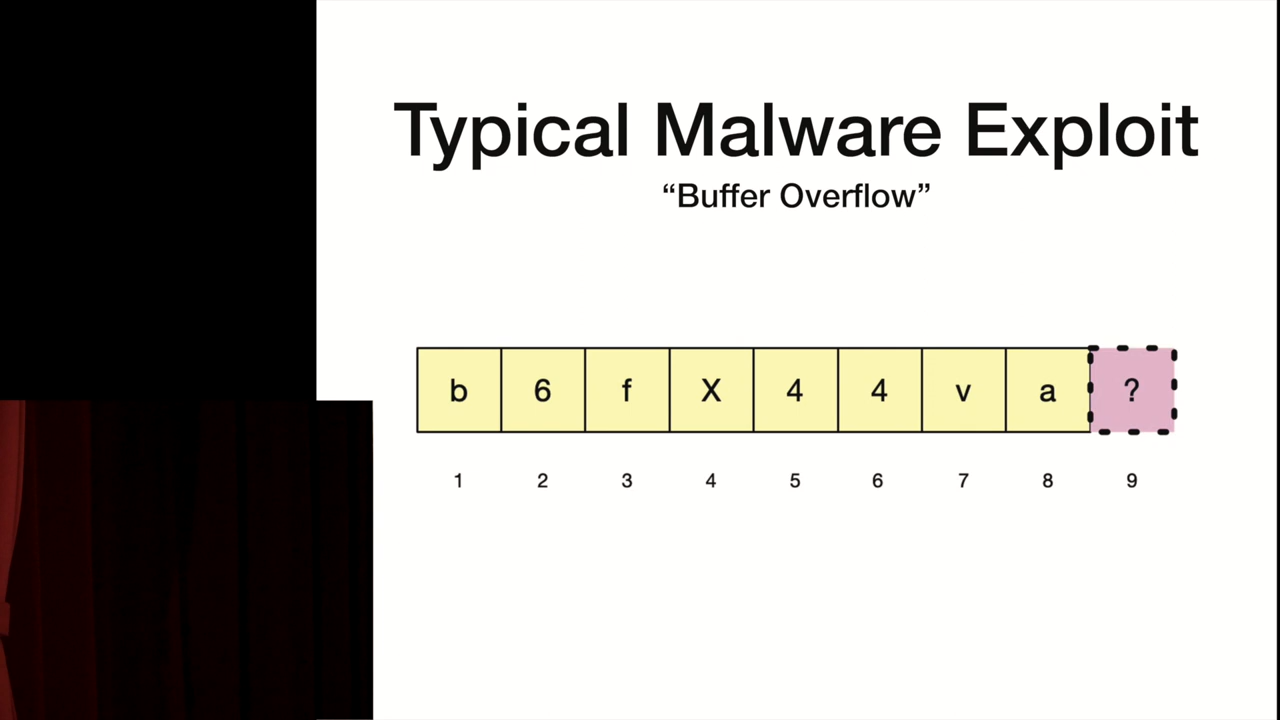 Typical Malware Exploit
“Buffer Overflow”
b 6 f X 4 4 v a ?
1 2 3 4 5 6 7 8 9